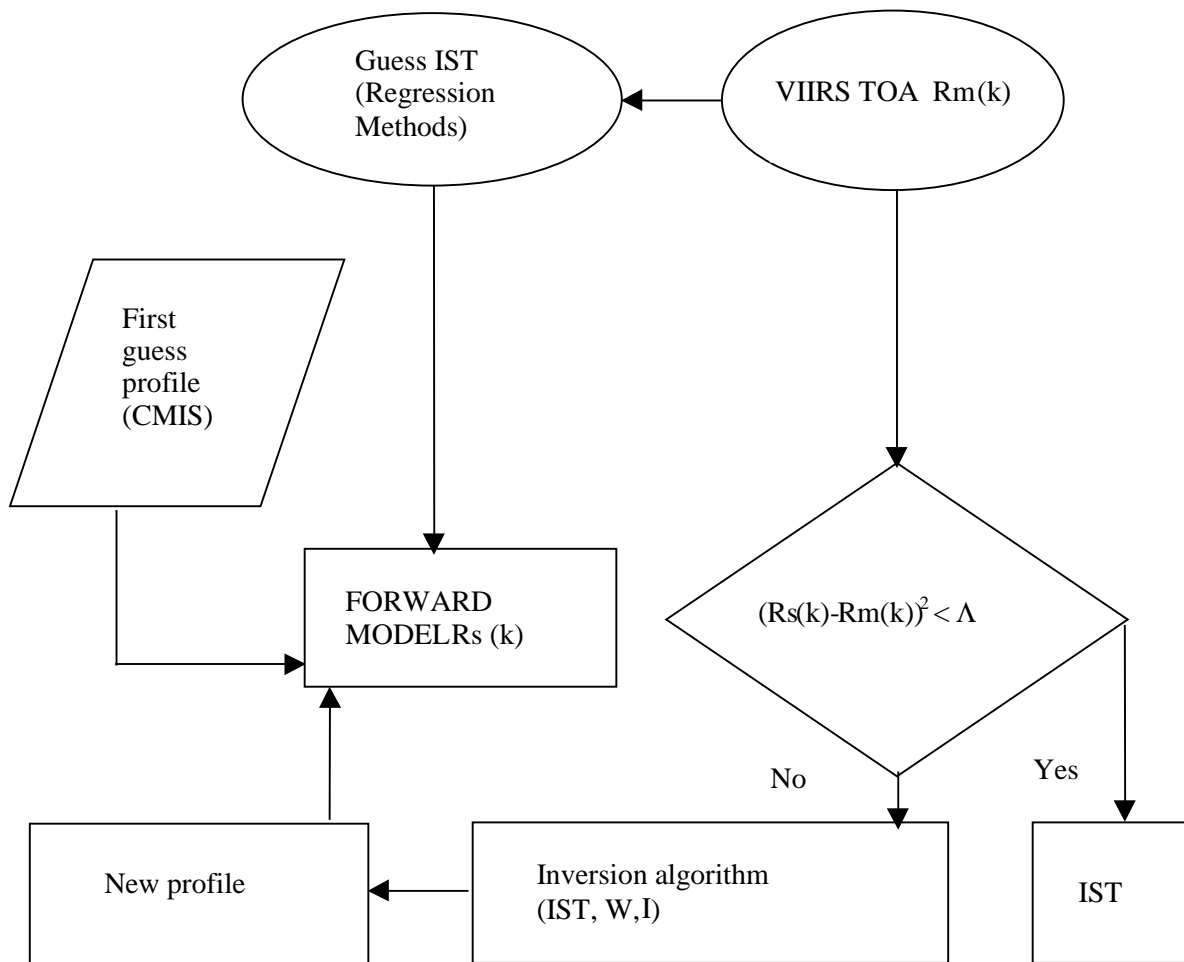 Guess IST
(Regression
Methods)
VIIRS TOA  Rm(k)
First
guess
profile
(CMIS)
FORWARD
MODELRs (k)
(Rs(k)-Rm(k))² < Λ
No
Yes
New profile
Inversion algorithm
(IST, W,I)
IST